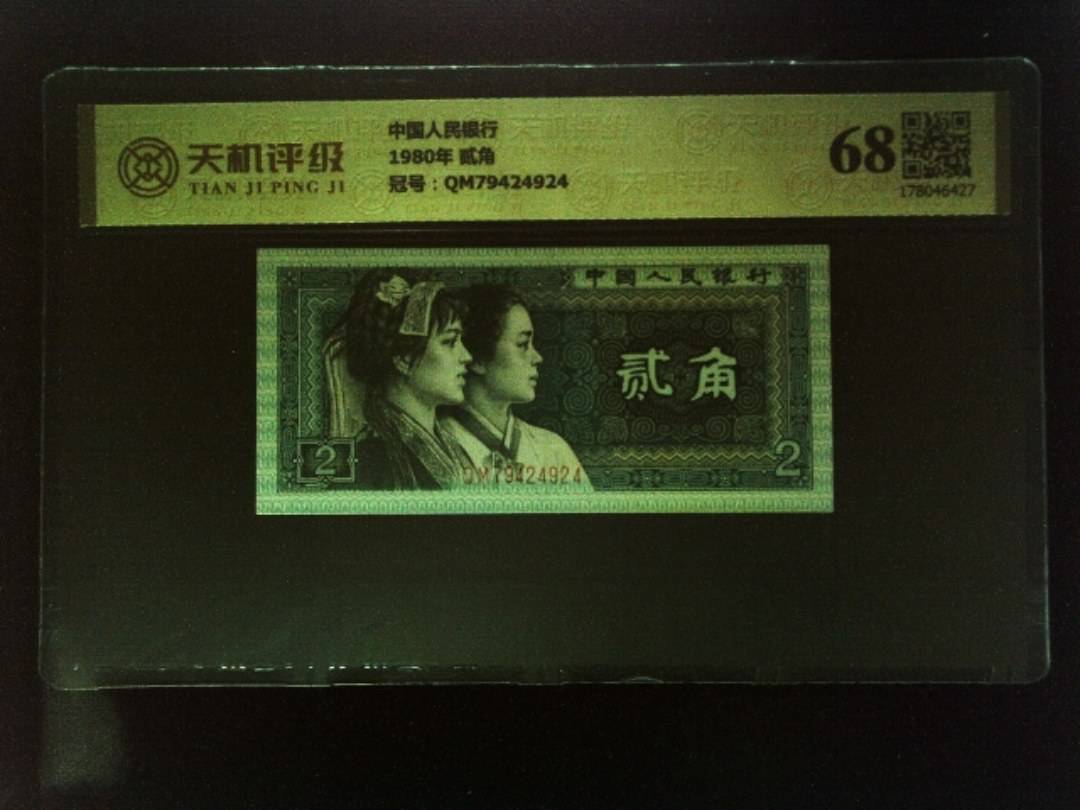 天机评级
TIAN JI PING JI
中国人民银行
1980年 贰角
冠号：QM79424924
68
178046427
中国人民银行
贰角
2
2
QM79424924